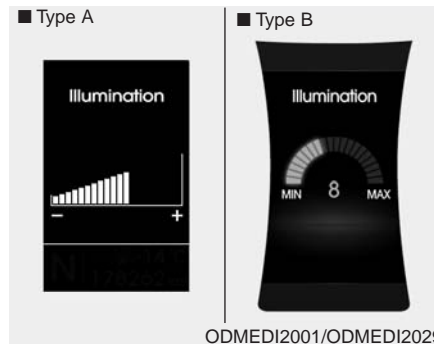 ■ Type A
Illumination
– +
■ Type B
Illumination
MIN 8 MAX
ODMEDI2001/ODMEDI2029